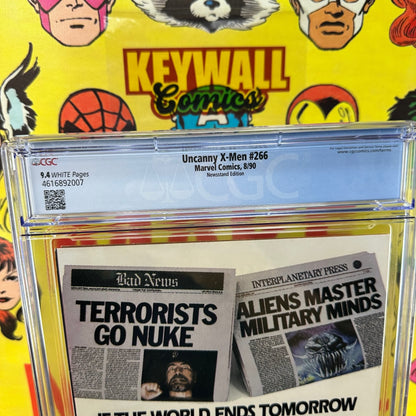 KEYWALL
Comics
CGC
Uncanny X-Men #266
Marvel Comics, 8/90
Newsstand Edition
9.4 WHITE Pages
4616892007
CGC
Bad News
INTERPLANETARY PRESS
TERRORISTS
GO NUKE
ALIENS MASTER
MILITARY MINDS
IF THE WORLD ENDS TOMORROW